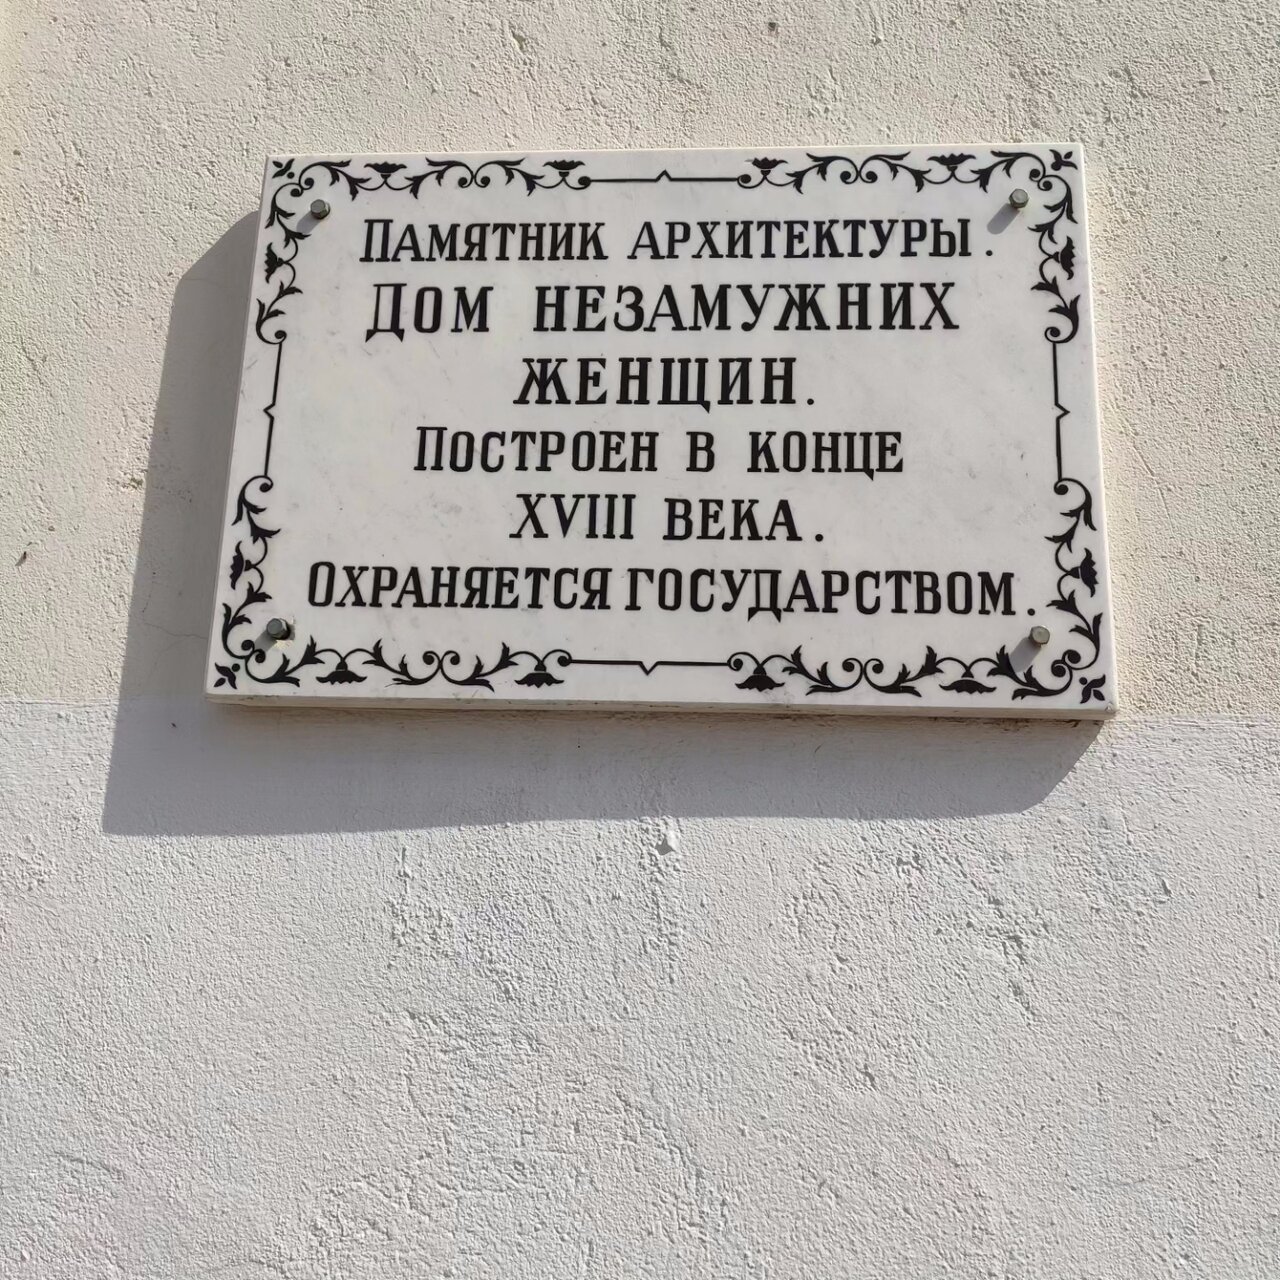 Памятник архитектуры.
Дом незамужних
женщин.
Построен в конце
XVIII века.
Охраняется государством.